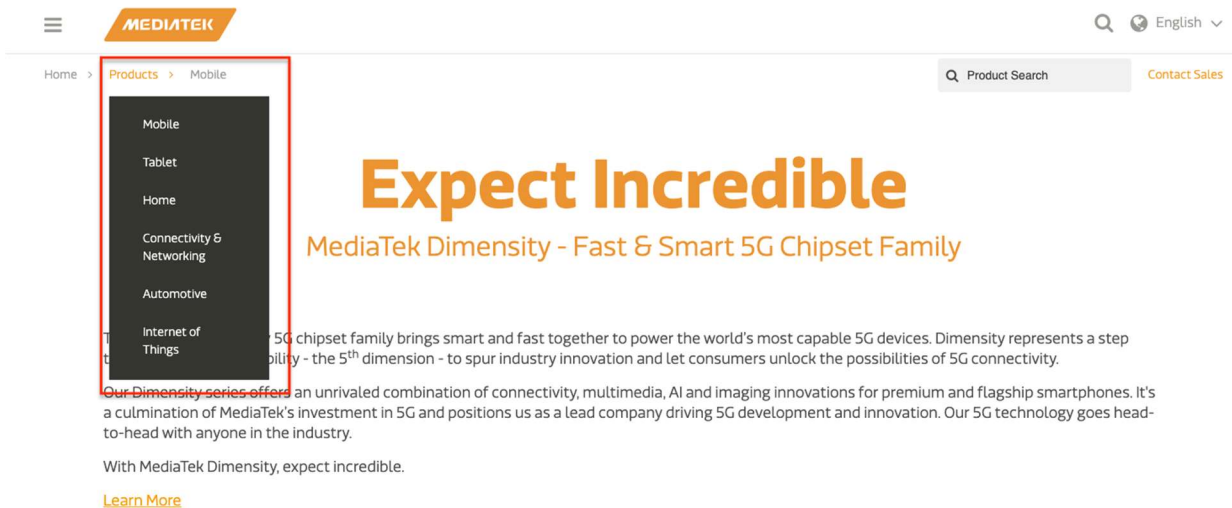 MEDIATEK
English
Home > Products > Mobile
Product Search
Contact Sales
Mobile
Tablet
Home
Connectivity &
Networking
Automotive
Internet of
Things
Expect Incredible
MediaTek Dimensity - Fast & Smart 5G Chipset Family
5G chipset family brings smart and fast together to power the world's most capable 5G devices. Dimensity represents a step
- the 5th dimension - to spur industry innovation and let consumers unlock the possibilities of 5G connectivity.
Our Dimensity series offers an unrivaled combination of connectivity, multimedia, AI and imaging innovations for premium and flagship smartphones. It's
a culmination of MediaTek's investment in 5G and positions us as a lead company driving 5G development and innovation. Our 5G technology goes head-
to-head with anyone in the industry.
With MediaTek Dimensity, expect incredible.
Learn More